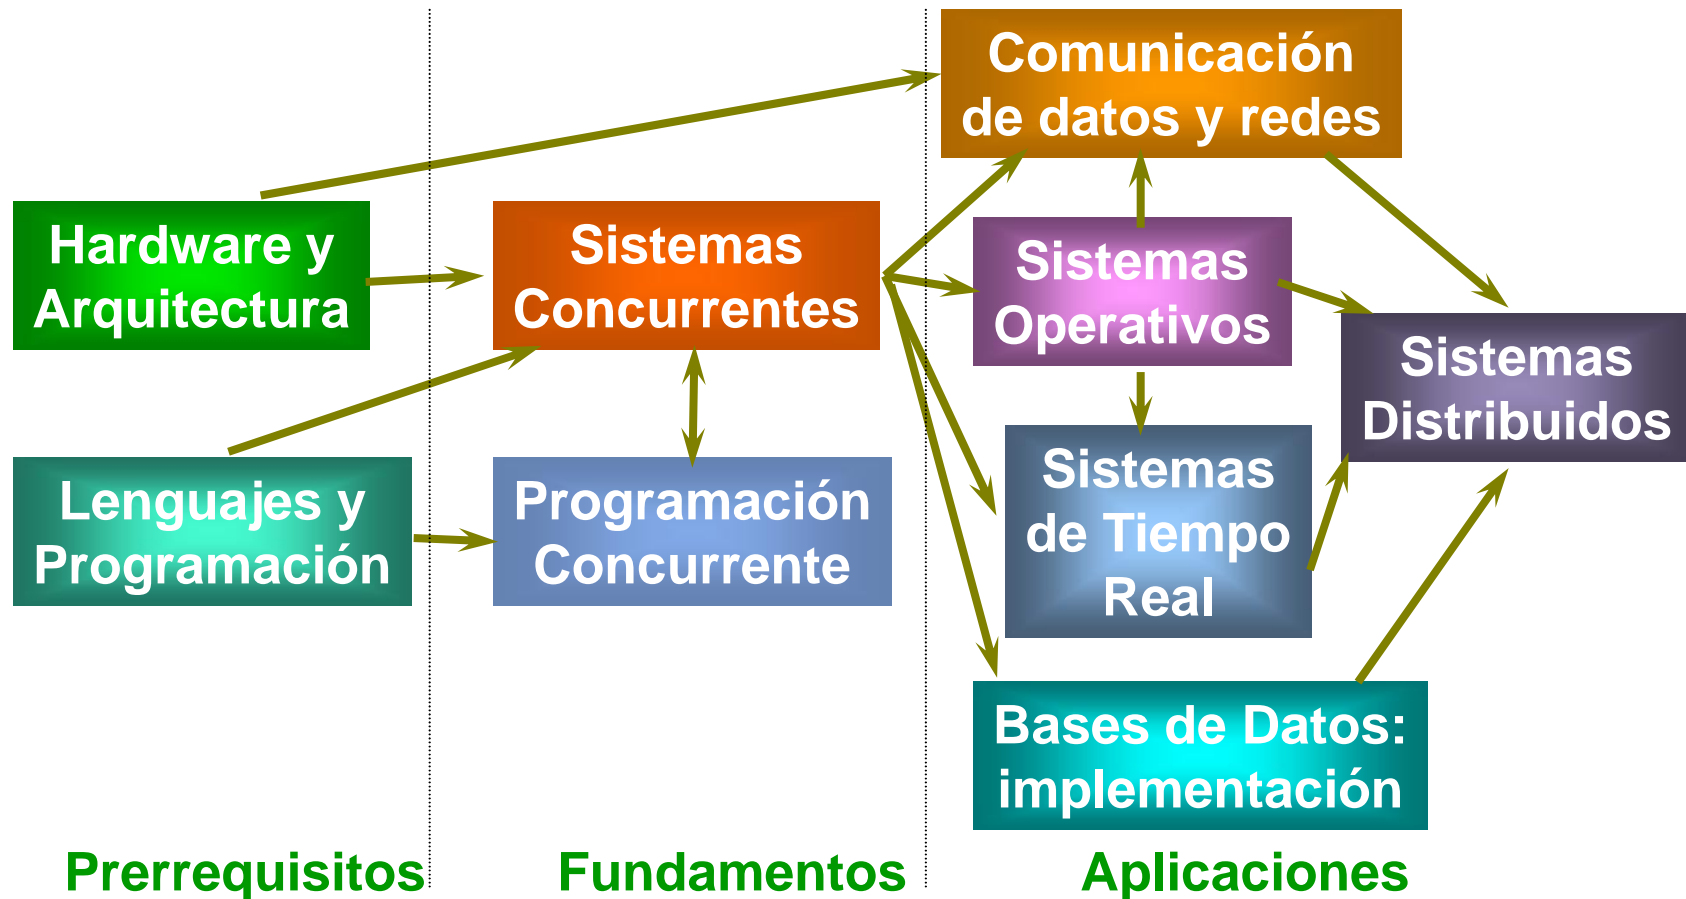 Comunicación
de datos y redes
Hardware y
Arquitectura
Sistemas
Concurrentes
Sistemas
Operativos
Sistemas
Distribuidos
Lenguajes y
Programación
Programación
Concurrente
Sistemas
de Tiempo
Real
Bases de Datos:
implementación
Prerrequisitos
Fundamentos
Aplicaciones